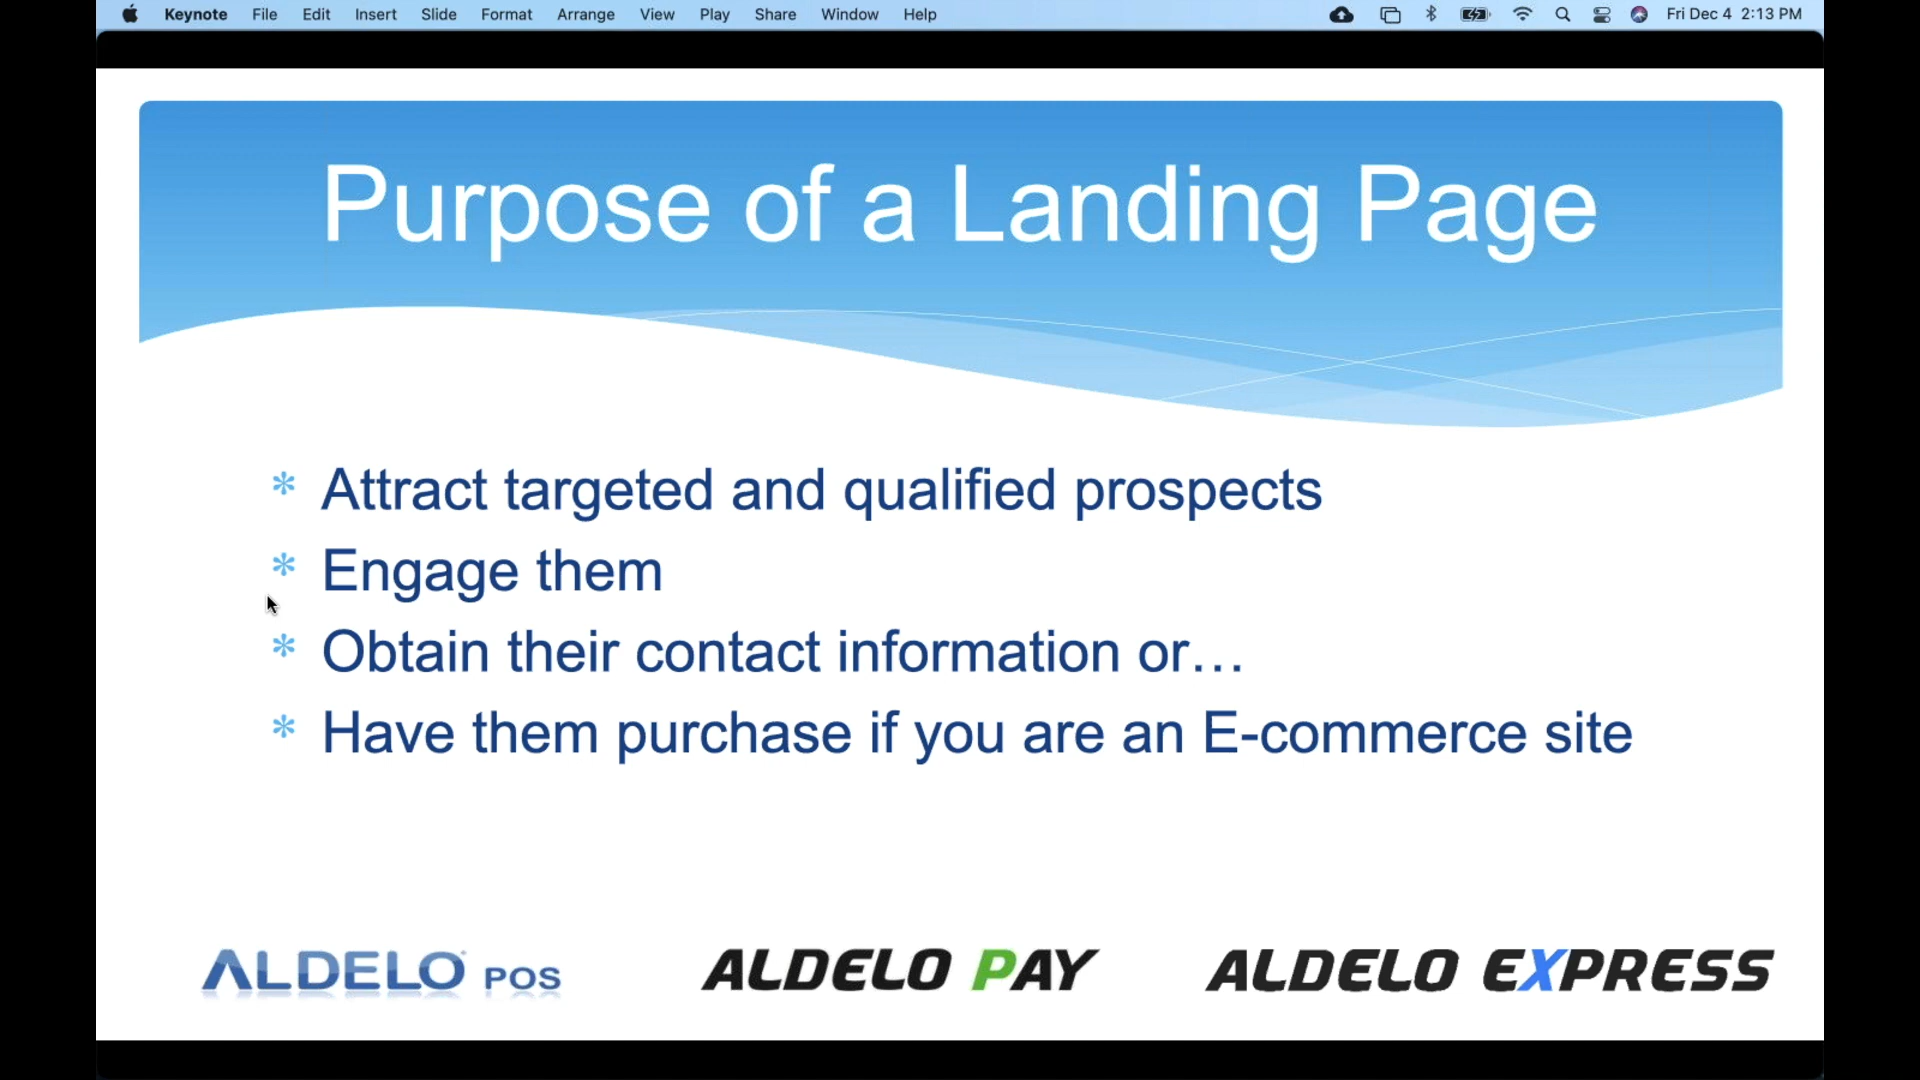 Keynote File Edit Insert Slide Format Arrange View Play Share Window Help Fri Dec 4 2:13 PM
Purpose of a Landing Page
* Attract targeted and qualified prospects
* Engage them
* Obtain their contact information or…
* Have them purchase if you are an E-commerce site
ALDELO POS ALDELO PAY ALDELO EXPRESS